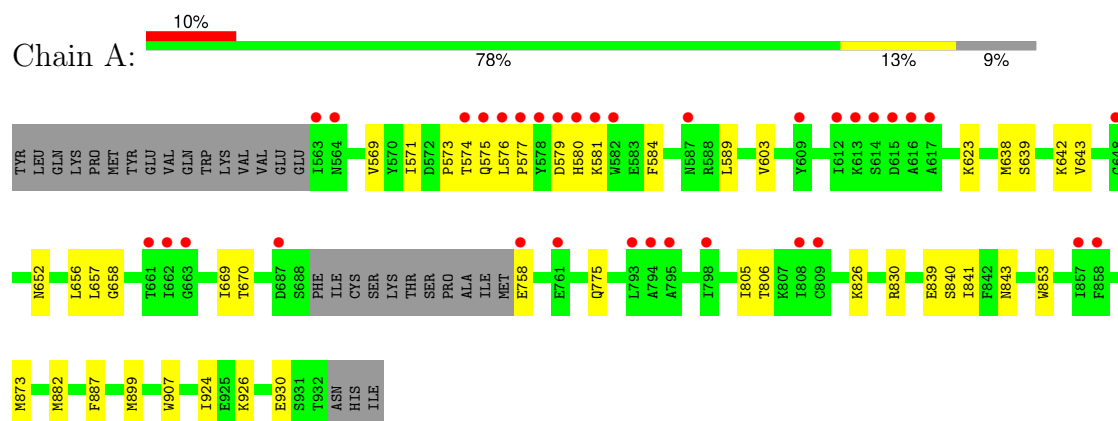 10%
Chain A:
78% 13% 9%
TYR LEU GLN LYS PRO MET TYR GLU VAL GLN TRP LYS VAL VAL GLU GLU I563 N564 V569 Y570 I571 D572 P573 T574 Q575 L576 P577 Y578 D579 H580 K581 W582 E583 F584 N587 R588 L589 V603 Y609 I612 K613 S614 D615 A616 A617 K623 M638 S639 K642 V643 G648
N652 L656 L657 G658 T661 I662 G663 I669 T670 D687 S688 PHE ILE CYS SER LYS THR SER PRO ALA ILE MET E758 E761 Q775 L793 A794 A795 I798 I805 T806 K807 I808 C809 K826 R830 E839 S840 I841 F842 N843 W853 I857 F858
M873 M882 F887 M899 W907 I924 E925 K926 E930 S931 T932 ASN HIS ILE